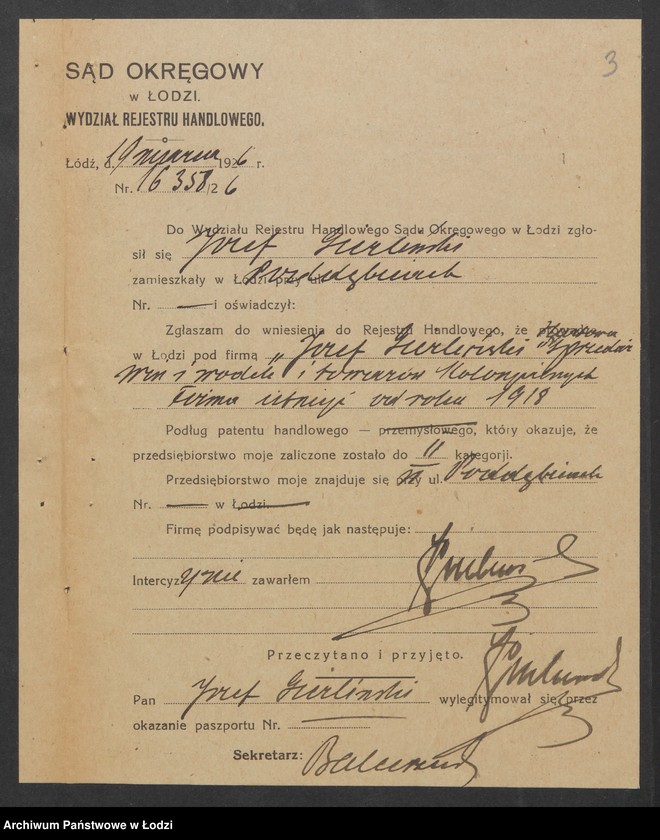 3
SĄD OKRĘGOWY
w ŁODZI.
WYDZIAŁ REJESTRU HANDLOWEGO.
Łódź, d. 19 marca 1926 r.
Nr. 16358/26
Do Wydziału Rejestru Handlowego Sądu Okręgowego w Łodzi zgło-
sił się Józef Gierliński
zamieszkały w Łodzi przy ul. Poddębicach
Nr. — i oświadczył:
Zgłaszam do wniesienia do Rejestru Handlowego, że
w Łodzi pod firmą „Józef Gierliński" Sprzedaż
win i wódek i towarów Kolonjalnych
Firma istnieje od roku 1918
Podług patentu handlowego — przemysłowego, który okazuje, że
przedsiębiorstwo moje zaliczone zostało do II kategorji.
Przedsiębiorstwo moje znajduje się przy ul. Poddębicach
Nr. — w Łodzi.
Firmę podpisywać będę jak następuje:
Intercyzy nie zawarłem
Przeczytano i przyjęto.
Pan Józef Gierliński wylegitymował się przez
okazanie paszportu Nr. —
Sekretarz:
Archiwum Państwowe w Łodzi